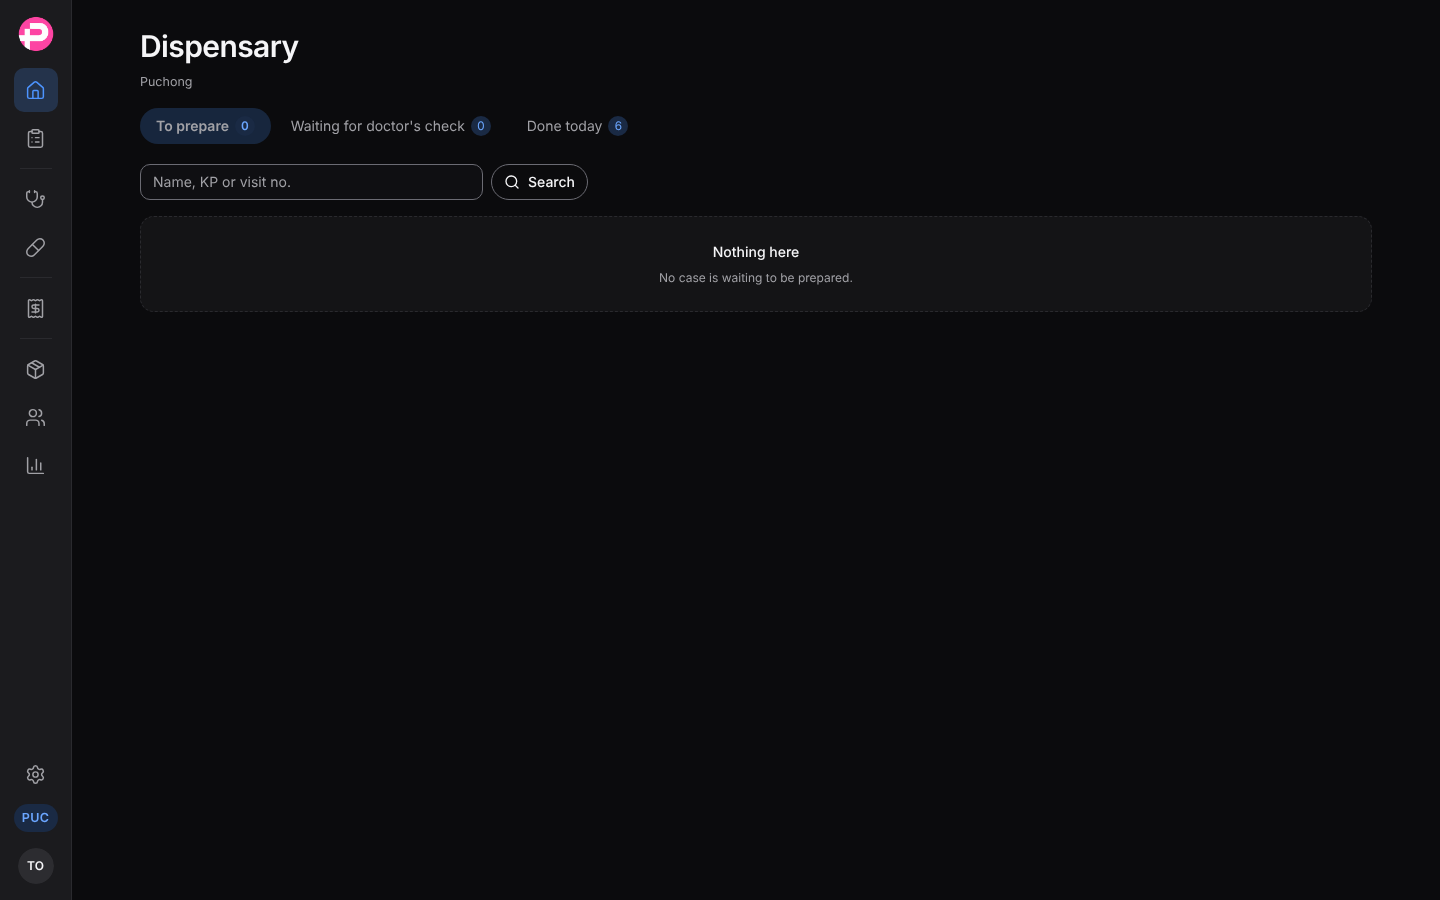 Dispensary
Puchong
To prepare 0
Waiting for doctor's check 0
Done today 6
Name, KP or visit no.
Search
Nothing here
No case is waiting to be prepared.
PUC
TO